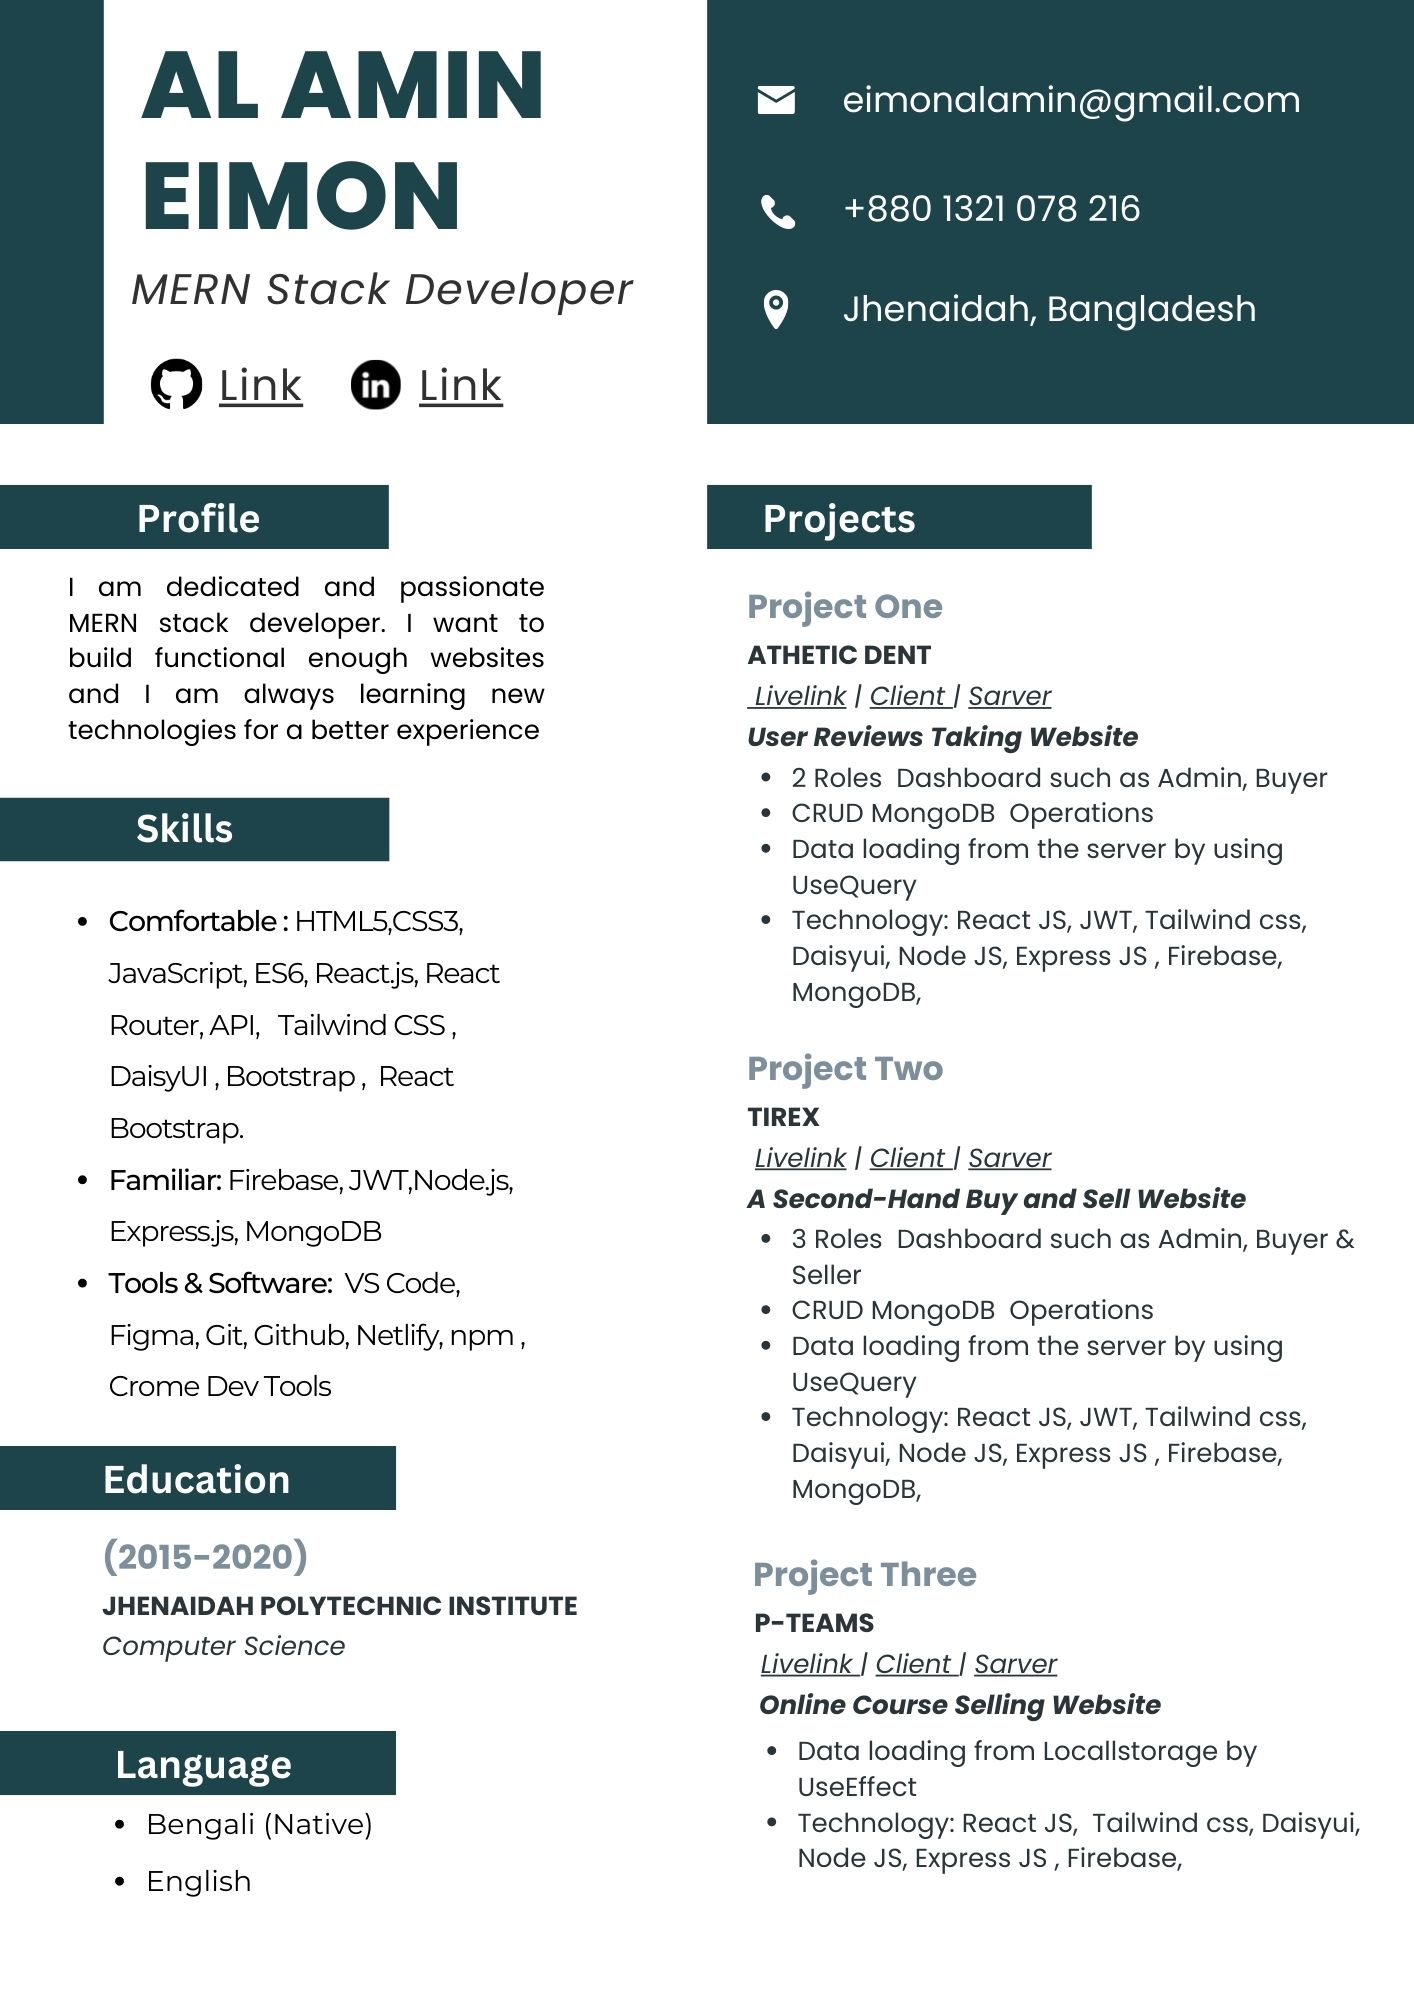 AL AMIN
EIMON
MERN Stack Developer
Link Link
eimonalamin@gmail.com
+880 1321 078 216
Jhenaidah, Bangladesh
Profile
I am dedicated and passionate
MERN stack developer. I want to
build functional enough websites
and I am always learning new
technologies for a better experience
Skills
• Comfortable : HTML5,CSS3,
JavaScript, ES6, React.js, React
Router, API, Tailwind CSS ,
DaisyUI , Bootstrap , React
Bootstrap.
• Familiar: Firebase, JWT,Node.js,
Express.js, MongoDB
• Tools & Software: VS Code,
Figma, Git, Github, Netlify, npm ,
Crome Dev Tools
Education
(2015-2020)
JHENAIDAH POLYTECHNIC INSTITUTE
Computer Science
Language
• Bengali (Native)
• English
Projects
Project One
ATHETIC DENT
Livelink | Client | Sarver
User Reviews Taking Website
• 2 Roles Dashboard such as Admin, Buyer
• CRUD MongoDB Operations
• Data loading from the server by using
UseQuery
• Technology: React JS, JWT, Tailwind css,
Daisyui, Node JS, Express JS , Firebase,
MongoDB,
Project Two
TIREX
Livelink | Client | Sarver
A Second-Hand Buy and Sell Website
• 3 Roles Dashboard such as Admin, Buyer &
Seller
• CRUD MongoDB Operations
• Data loading from the server by using
UseQuery
• Technology: React JS, JWT, Tailwind css,
Daisyui, Node JS, Express JS , Firebase,
MongoDB,
Project Three
P-TEAMS
Livelink | Client | Sarver
Online Course Selling Website
• Data loading from Locallstorage by
UseEffect
• Technology: React JS, Tailwind css, Daisyui,
Node JS, Express JS , Firebase,